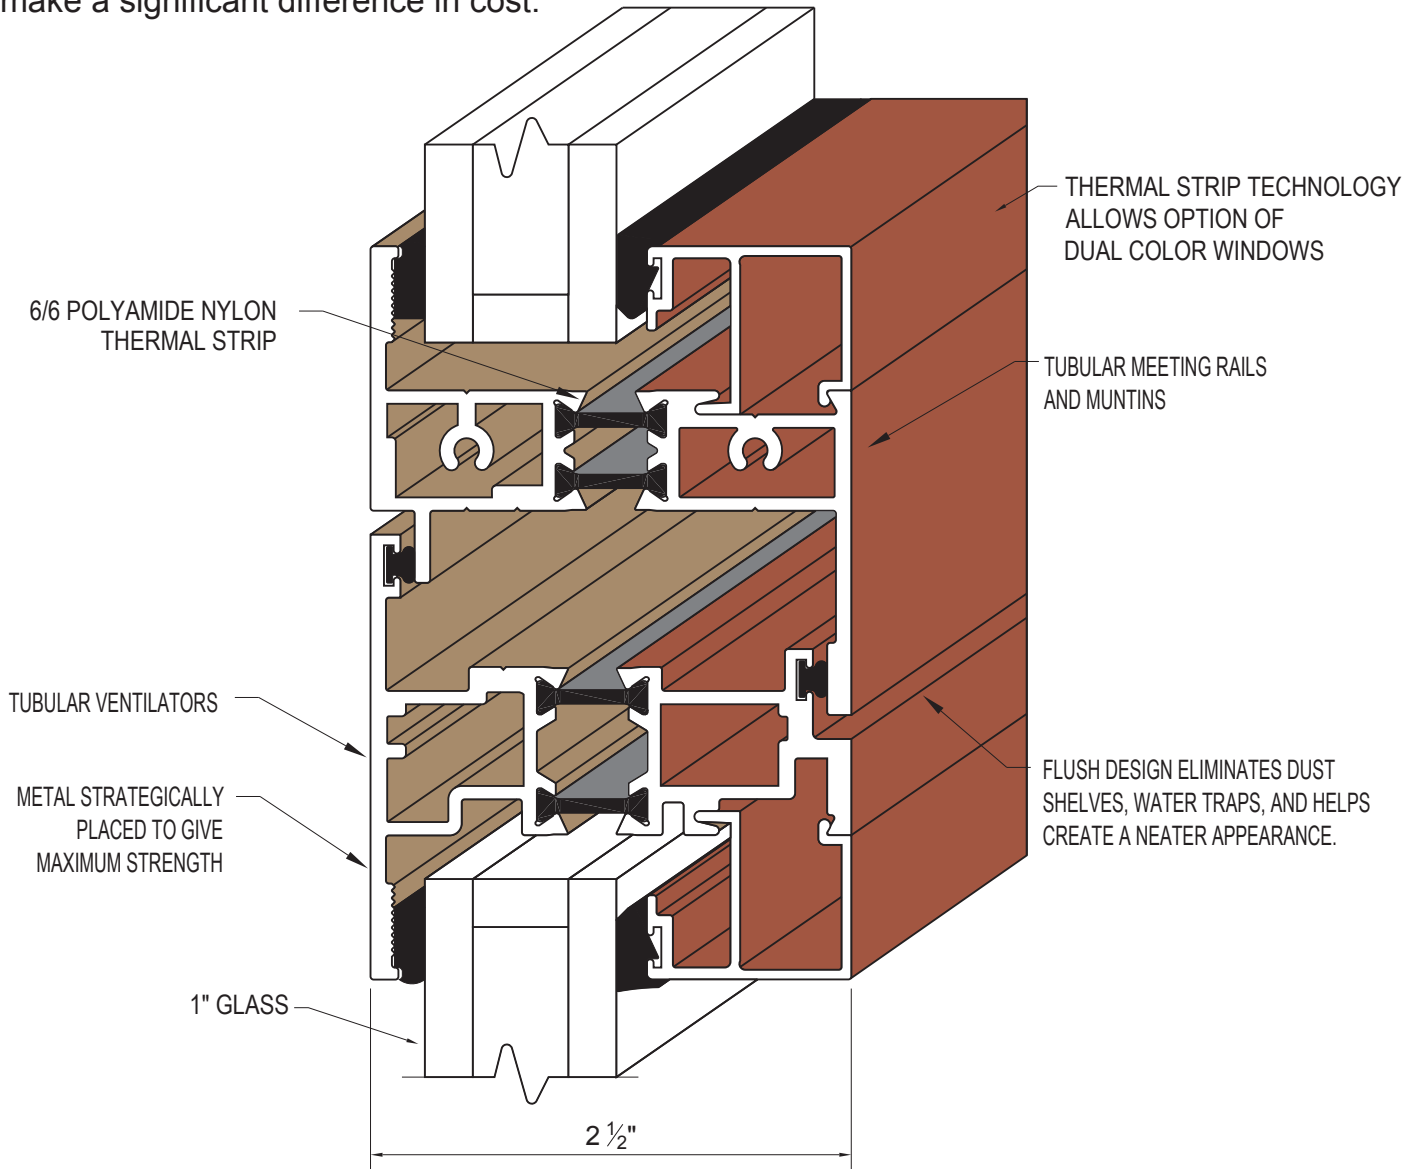 make a significant difference in cost.
THERMAL STRIP TECHNOLOGY
ALLOWS OPTION OF
DUAL COLOR WINDOWS
6/6 POLYAMIDE NYLON
THERMAL STRIP
TUBULAR MEETING RAILS
AND MUNTINS
TUBULAR VENTILATORS
METAL STRATEGICALLY
PLACED TO GIVE
MAXIMUM STRENGTH
FLUSH DESIGN ELIMINATES DUST
SHELVES, WATER TRAPS, AND HELPS
CREATE A NEATER APPEARANCE.
1" GLASS
2 ½"